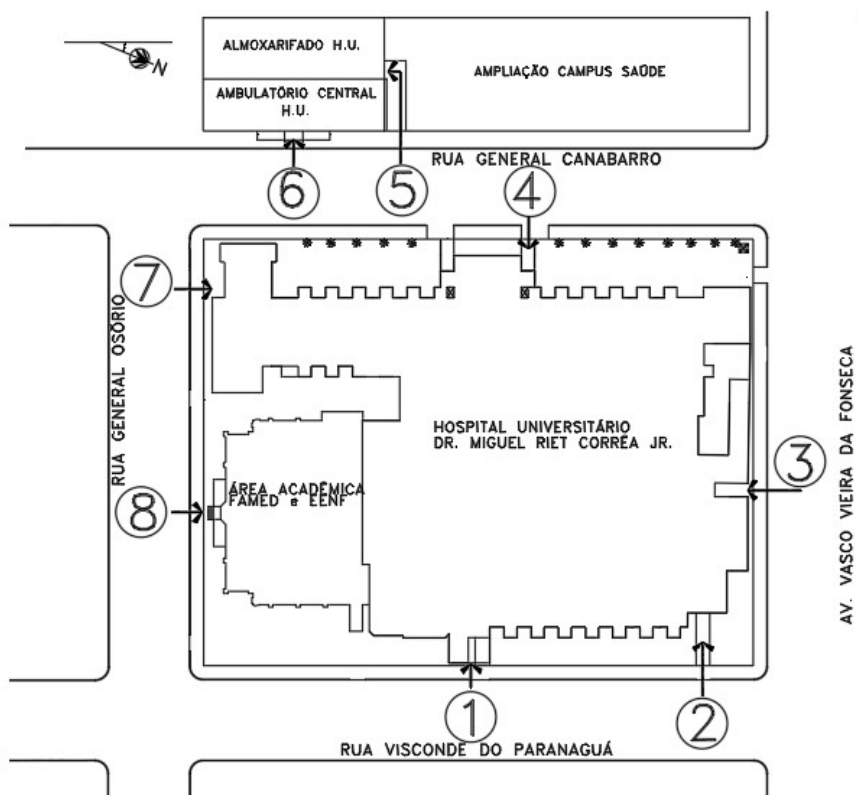 ALMOXARIFADO H.U.
AMBULATÓRIO CENTRAL
H.U.
AMPLIAÇÃO CAMPUS SAÚDE
N
RUA GENERAL CANABARRO
6
5
4
7
RUA GENERAL OSÓRIO
HOSPITAL UNIVERSITÁRIO
DR. MIGUEL RIET CORRÊA JR.
3
AV. VASCO VIEIRA DA FONSECA
ÁREA ACADÊMICA
FAMED e EENF
8
1
2
RUA VISCONDE DO PARANAGUÁ